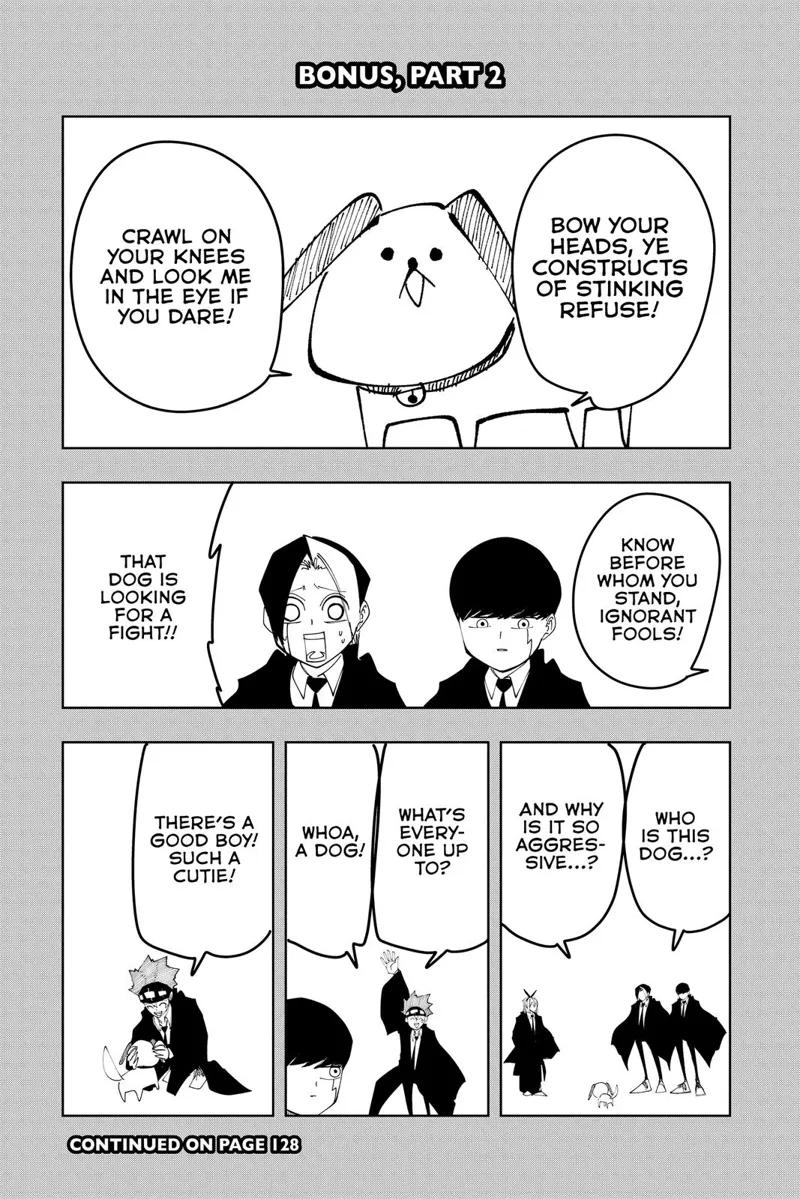 BONUS, PART 2
BOW YOUR
HEADS, YE
CONSTRUCTS
OF STINKING
REFUSE!
CRAWL ON
YOUR KNEES
AND LOOK ME
IN THE EYE IF
YOU DARE!
KNOW
BEFORE
WHOM YOU
STAND,
IGNORANT
FOOLS!
THAT
DOG IS
LOOKING
FOR A
FIGHT!!
WHO
IS THIS
DOG...?
AND WHY
IS IT SO
AGGRES-
SIVE...?
WHAT'S
EVERY-
ONE UP
TO?
WHOA,
A DOG!
THERE'S A
GOOD BOY!
SUCH A
CUTIE!
CONTINUED ON PAGE 128